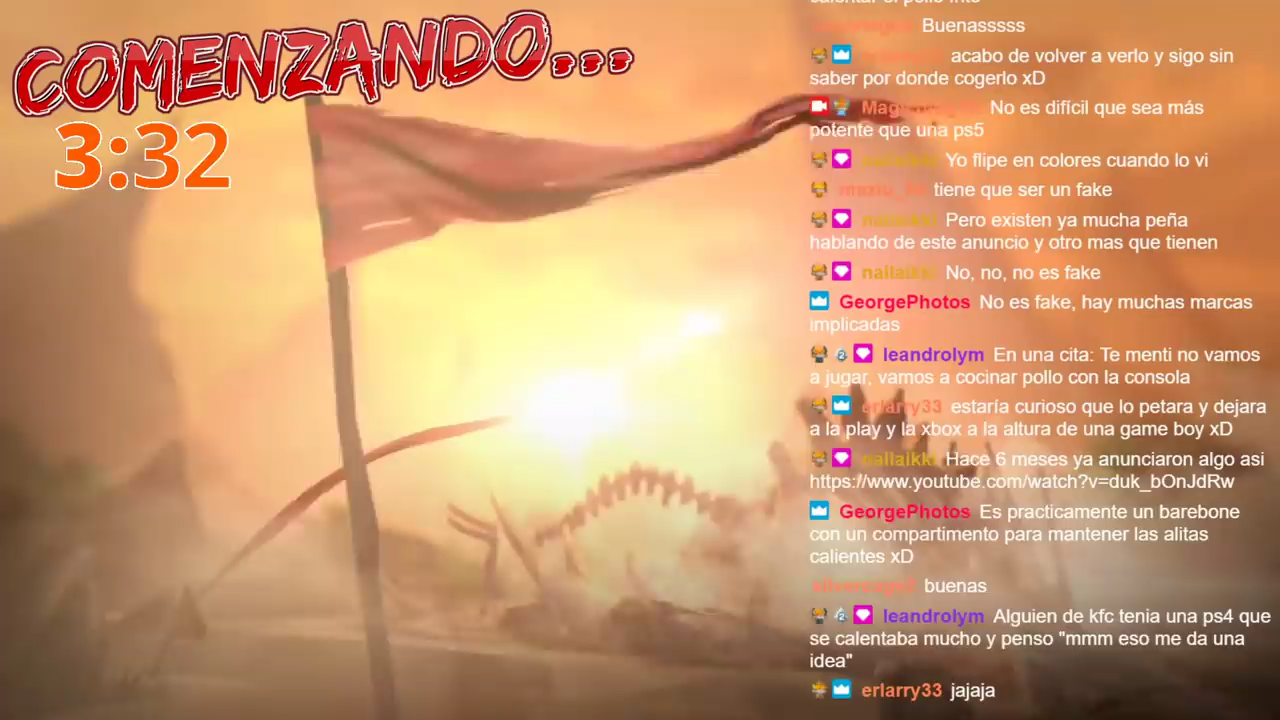 COMENZANDO...
3:32
Buenasssss
acabo de volver a verlo y sigo sin
saber por donde cogerlo xD
No es difícil que sea más
potente que una ps5
Yo flipe en colores cuando lo vi
tiene que ser un fake
Pero existen ya mucha peña
hablando de este anuncio y otro mas que tienen
nallaikki No, no, no es fake
GeorgePhotos No es fake, hay muchas marcas
implicadas
leandrolym En una cita: Te menti no vamos
a jugar, vamos a cocinar pollo con la consola
erlarry33 estaría curioso que lo petara y dejara
a la play y la xbox a la altura de una game boy xD
nallaikki Hace 6 meses ya anunciaron algo asi
https://www.youtube.com/watch?v=duk_bOnJdRw
GeorgePhotos Es practicamente un barebone
con un compartimento para mantener las alitas
calientes xD
buenas
leandrolym Alguien de kfc tenia una ps4 que
se calentaba mucho y penso "mmm eso me da una
idea"
erlarry33 jajaja